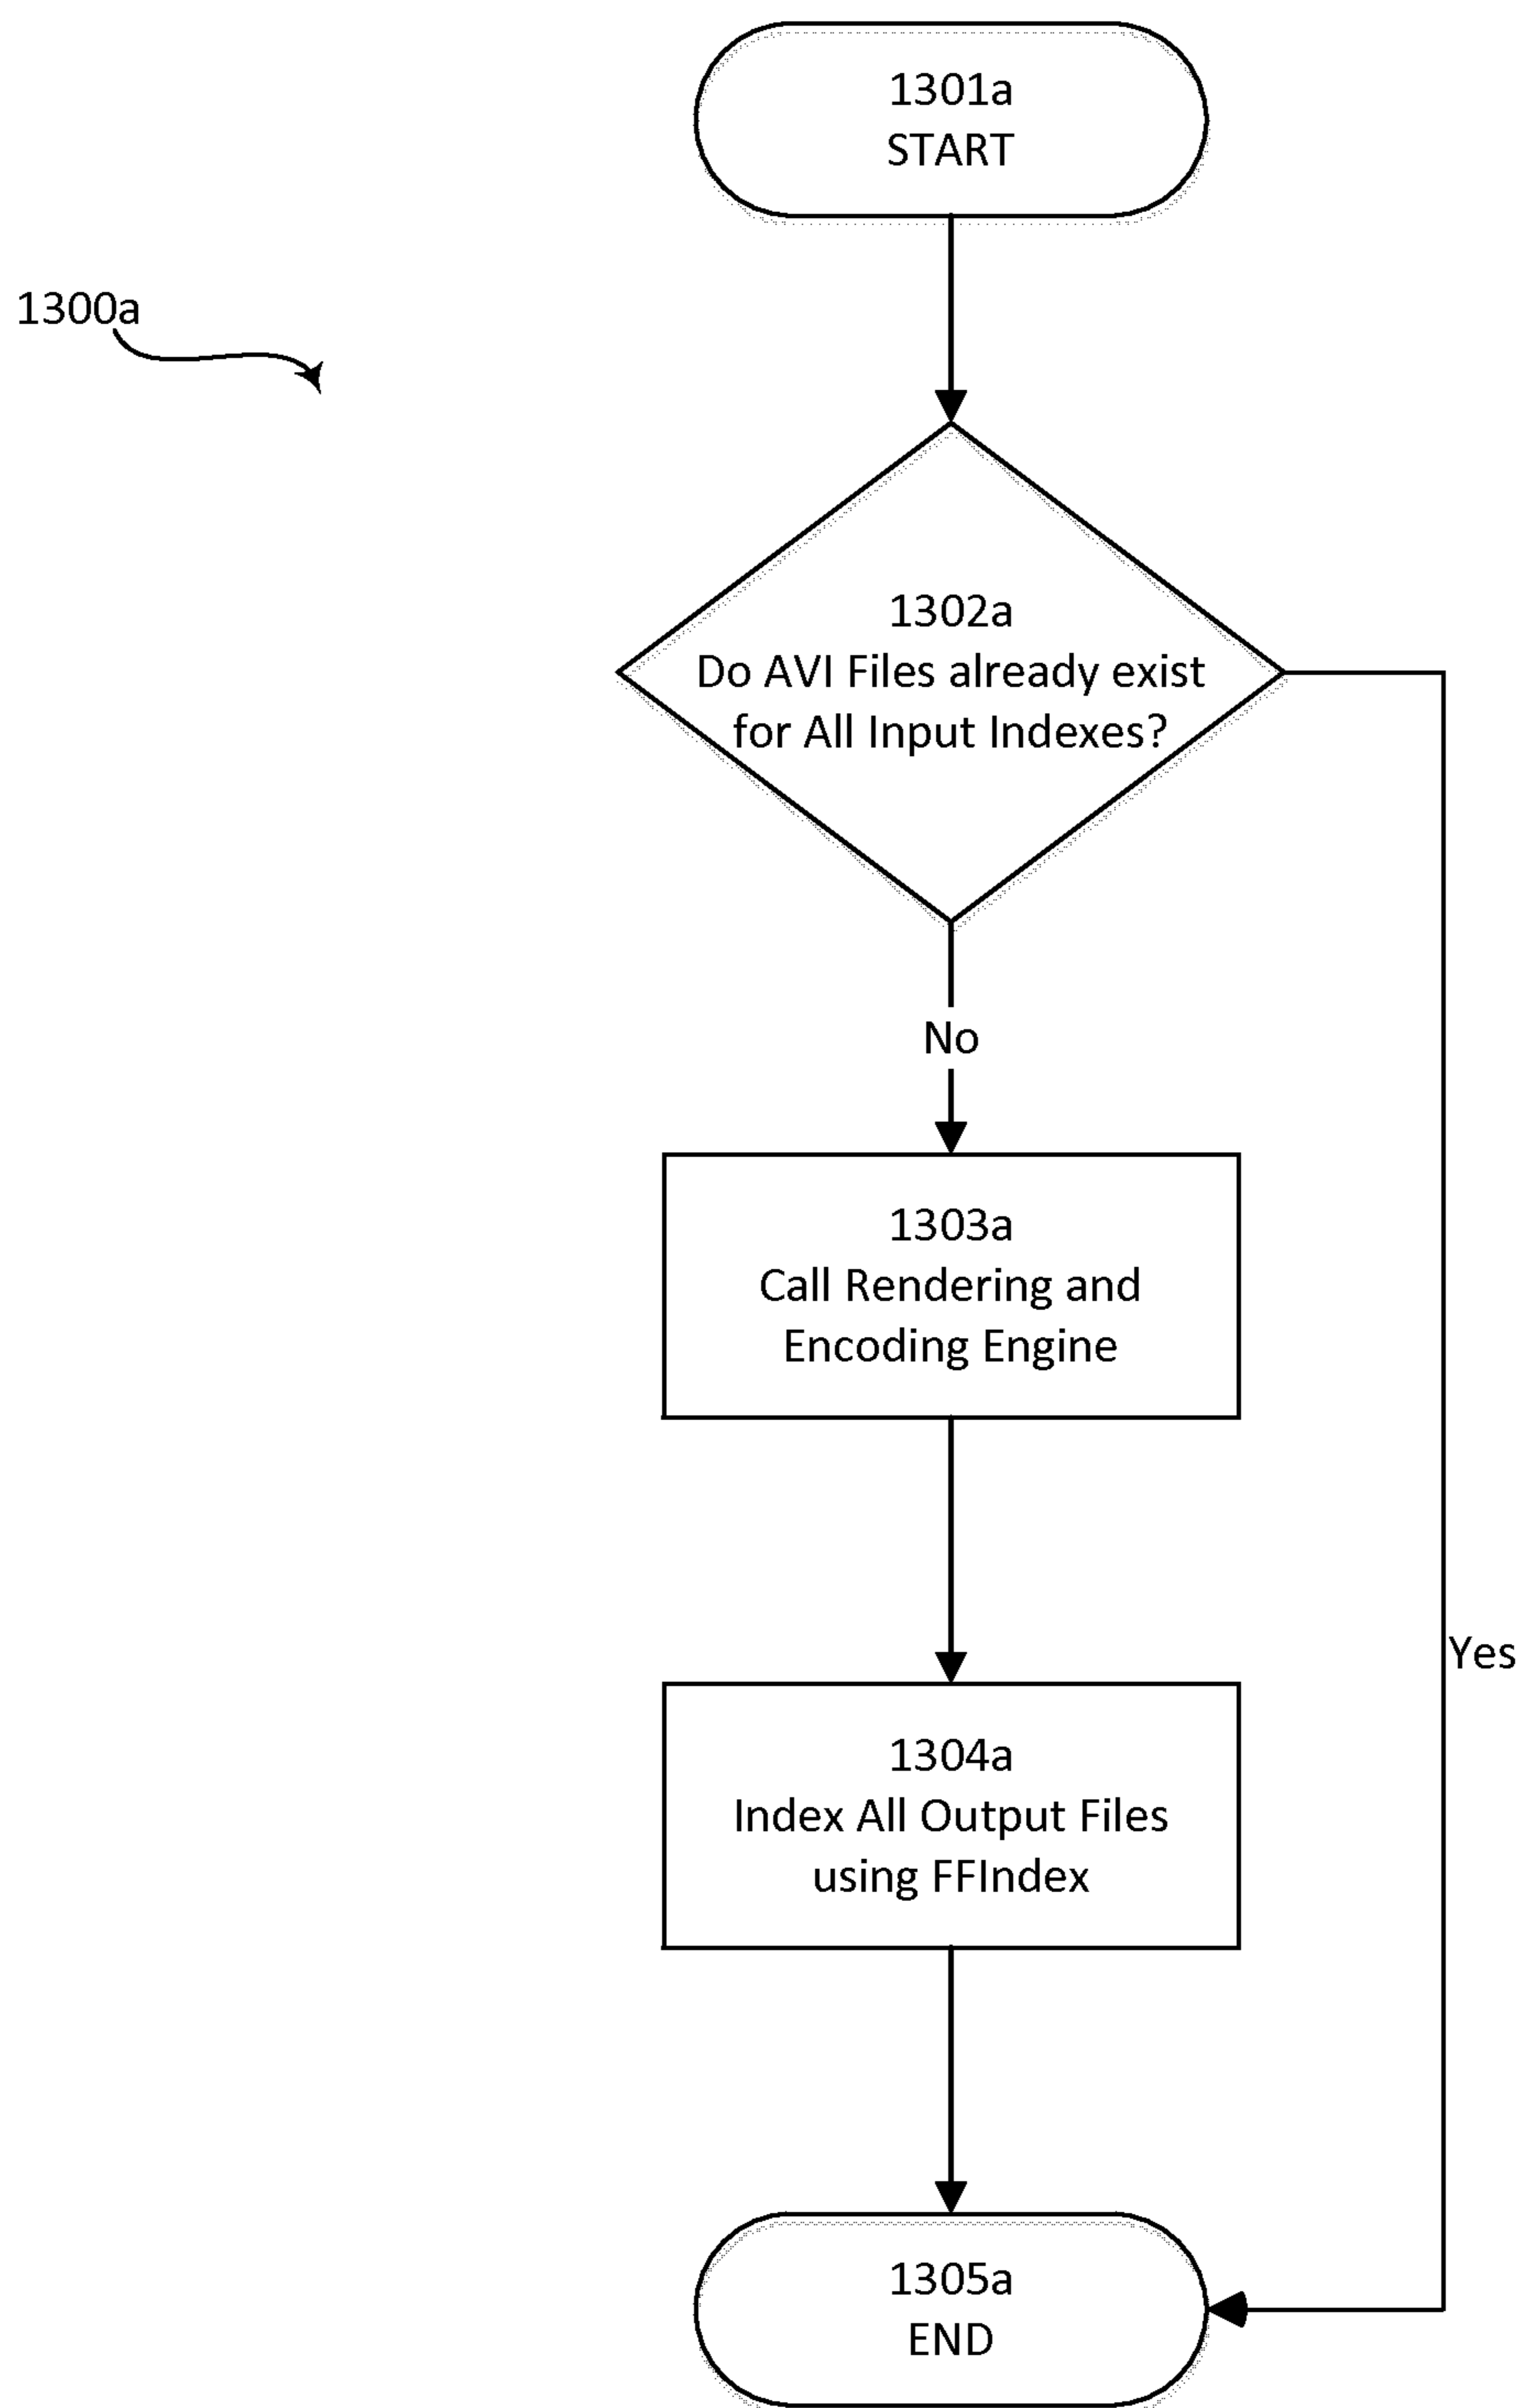 1301a
START
1300a
1302a
Do AVI Files already exist
for All Input Indexes?
No
1303a
Call Rendering and
Encoding Engine
Yes
1304a
Index All Output Files
using FFIndex
1305a
END